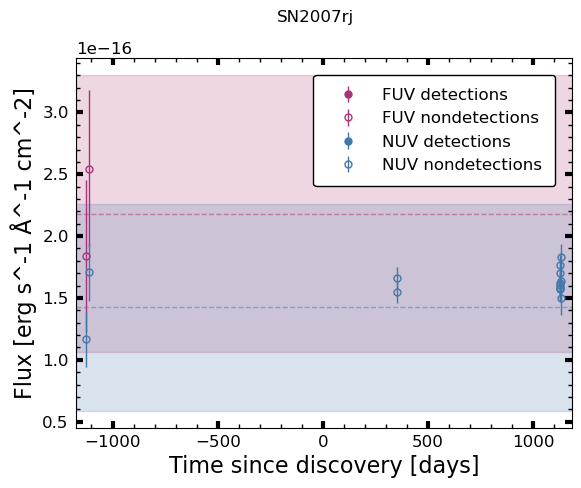 SN2007rj
1e−16
FUV detections
FUV nondetections
NUV detections
NUV nondetections
3.0
2.5
2.0
1.5
1.0
0.5
Flux [erg s^-1 Å^-1 cm^-2]
−1000
−500
0
500
1000
Time since discovery [days]